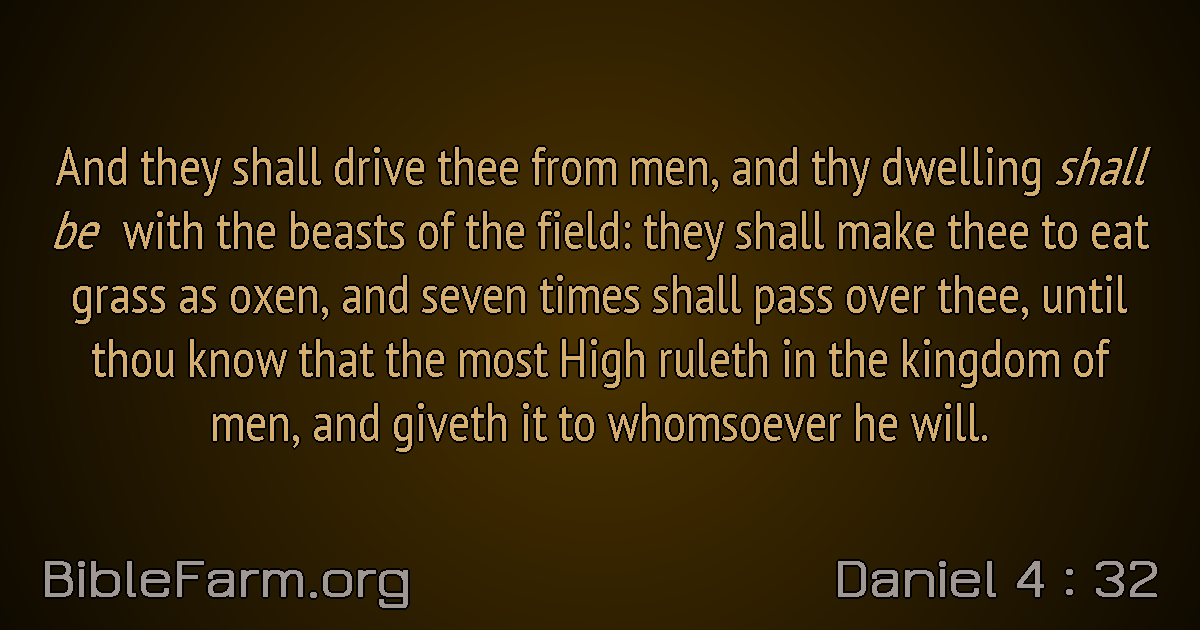 And they shall drive thee from men, and thy dwelling shall
be with the beasts of the field: they shall make thee to eat
grass as oxen, and seven times shall pass over thee, until
thou know that the most High ruleth in the kingdom of
men, and giveth it to whomsoever he will.
BibleFarm.org
Daniel 4 : 32